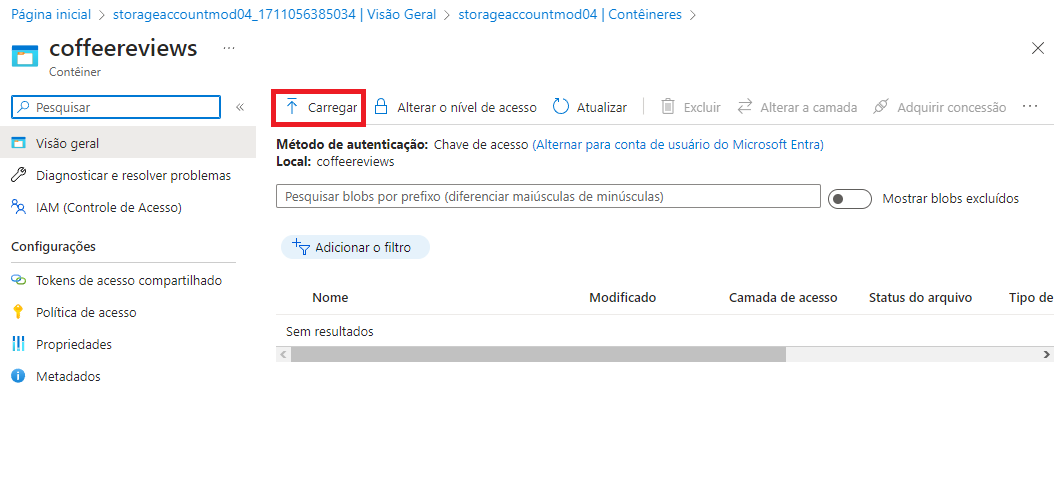 Página inicial > storageaccountmod04_1711056385034 | Visão Geral > storageaccountmod04 | Contêineres >
coffeereviews ...
Contêiner
Pesquisar
Visão geral
Diagnosticar e resolver problemas
IAM (Controle de Acesso)
Configurações
Tokens de acesso compartilhado
Política de acesso
Propriedades
Metadados
Carregar Alterar o nível de acesso Atualizar Excluir Alterar a camada Adquirir concessão ...
Método de autenticação: Chave de acesso (Alternar para conta de usuário do Microsoft Entra)
Local: coffeereviews
Pesquisar blobs por prefixo (diferenciar maiúsculas de minúsculas) Mostrar blobs excluídos
Adicionar o filtro
Nome Modificado Camada de acesso Status do arquivo Tipo de
Sem resultados